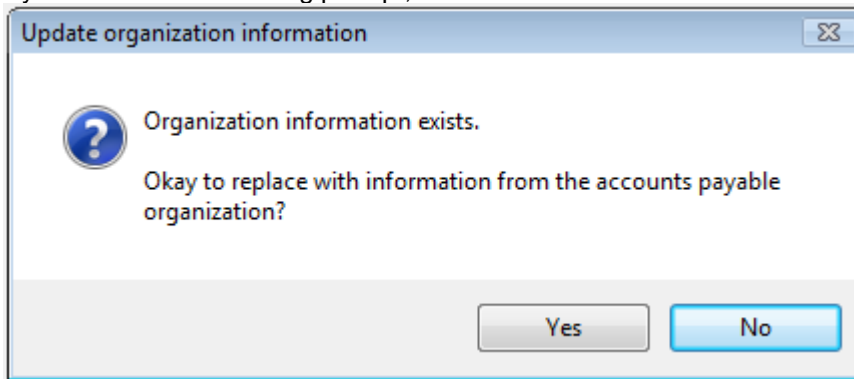 Update organization information
Organization information exists.
Okay to replace with information from the accounts payable
organization?
Yes
No